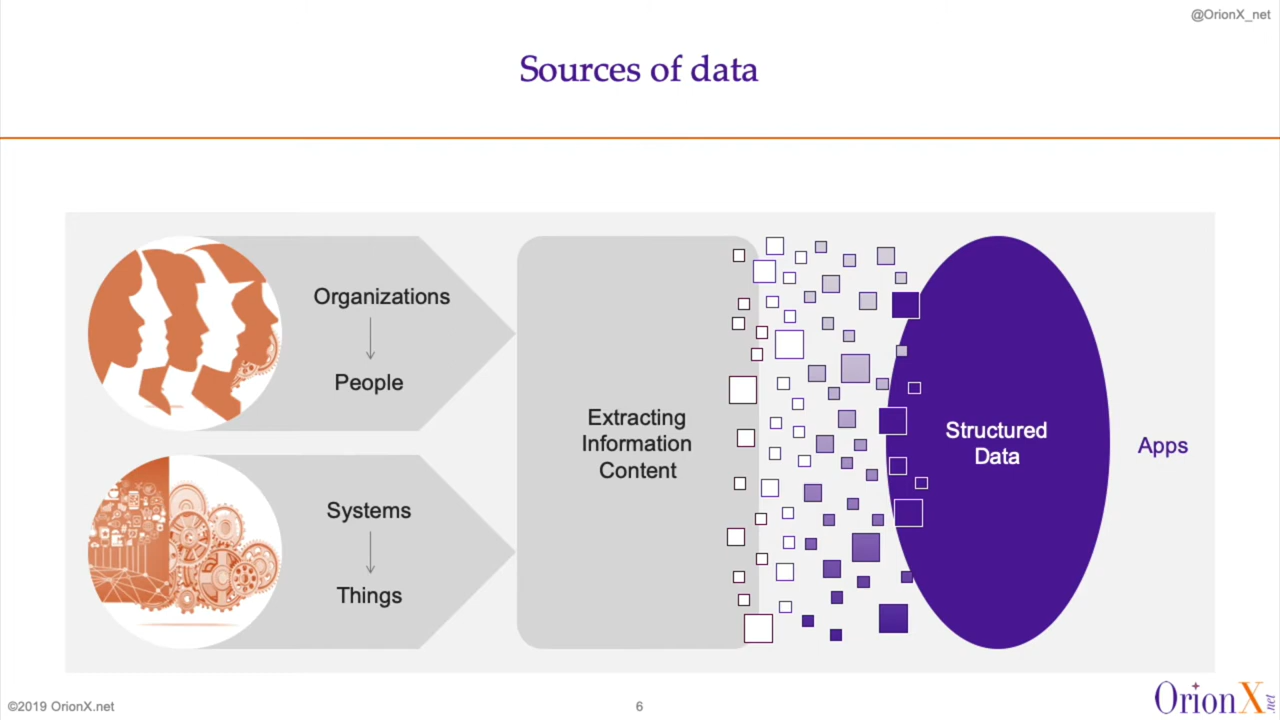 @OrionX_net
Sources of data
Organizations
People
Systems
Things
Extracting
Information
Content
Structured
Data
Apps
©2019 OrionX.net
6
OrionX.net